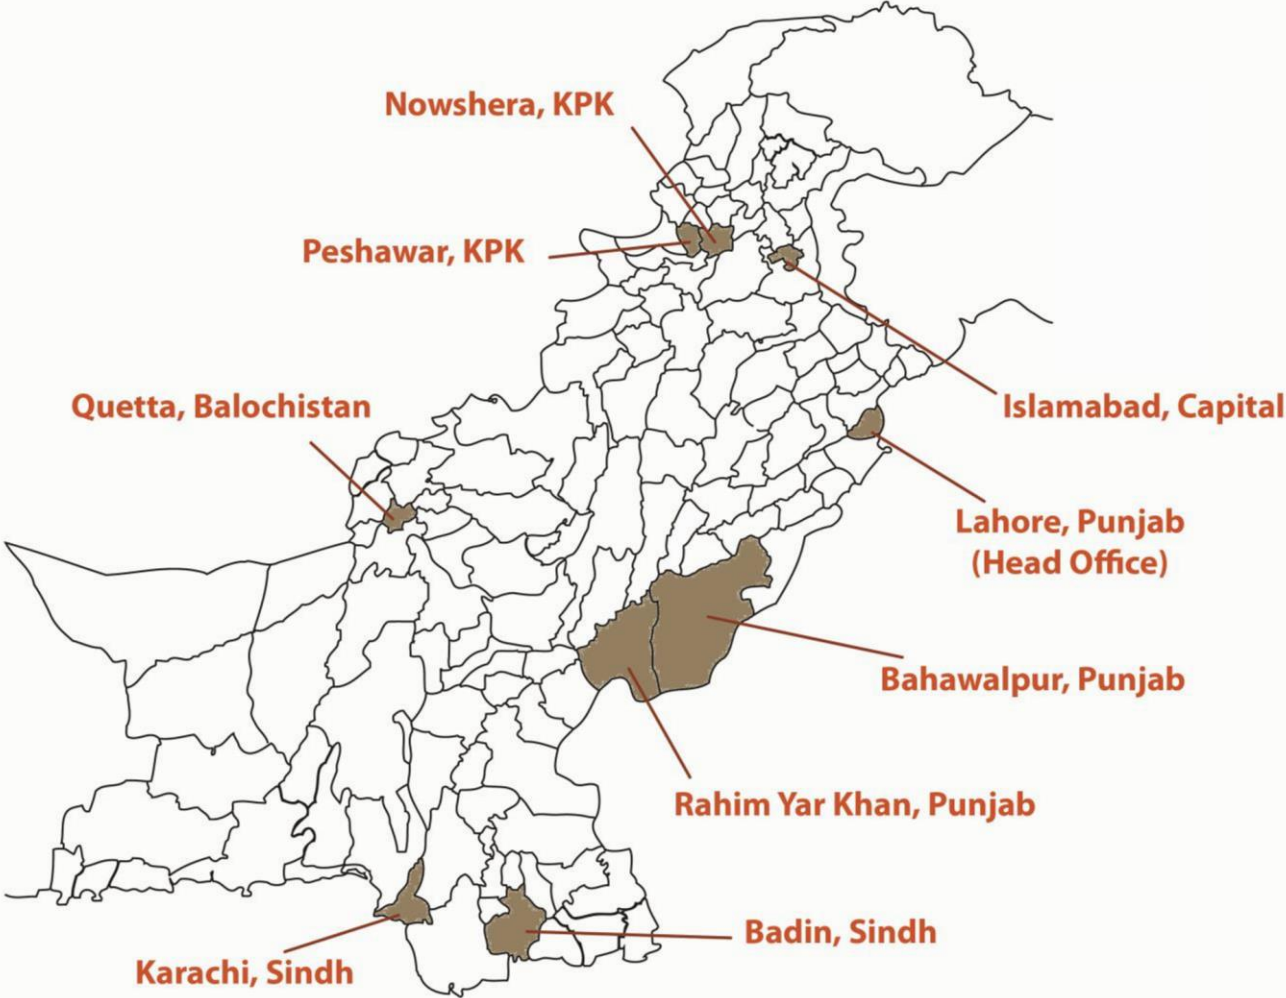 Nowshera, KPK
Peshawar, KPK
Quetta, Balochistan
Islamabad, Capital
Lahore, Punjab
(Head Office)
Bahawalpur, Punjab
Rahim Yar Khan, Punjab
Badin, Sindh
Karachi, Sindh